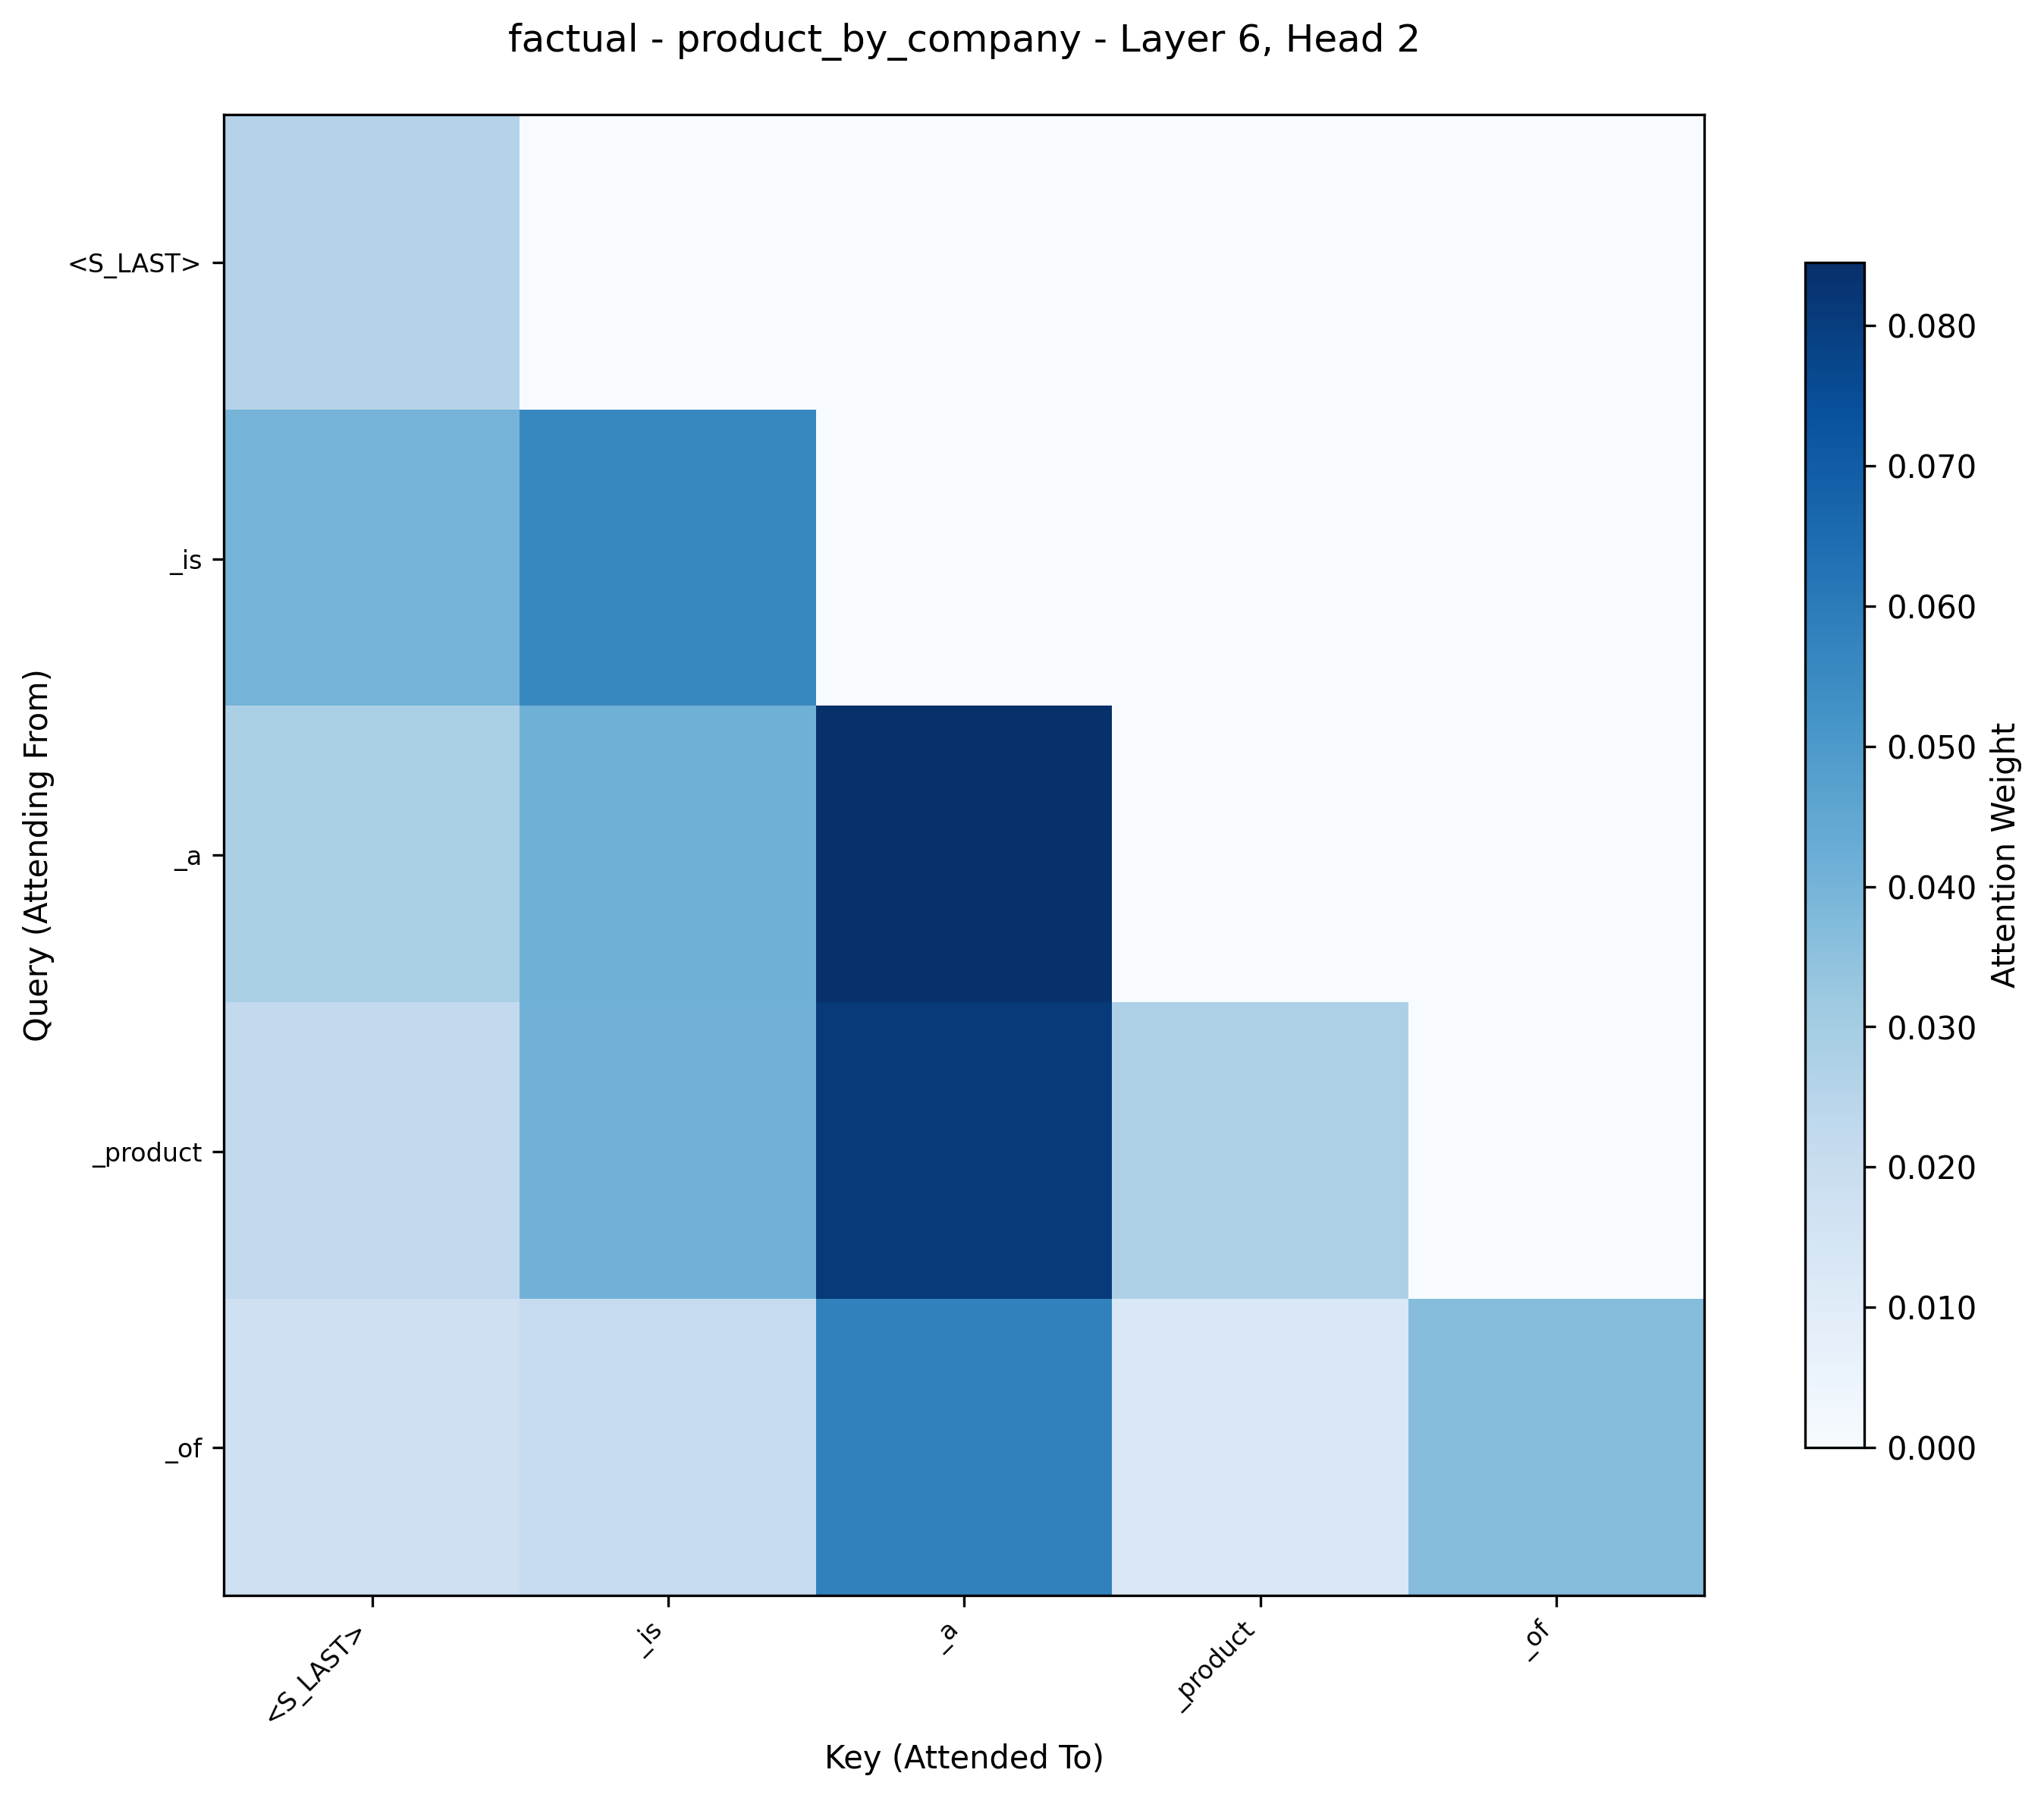 factual - product_by_company - Layer 6, Head 2
Query (Attending From)
<S_LAST>
_is
_a
_product
_of
<S_LAST>
_is
_a
_product
_of
Key (Attended To)
0.080
0.070
0.060
0.050
0.040
0.030
0.020
0.010
0.000
Attention Weight